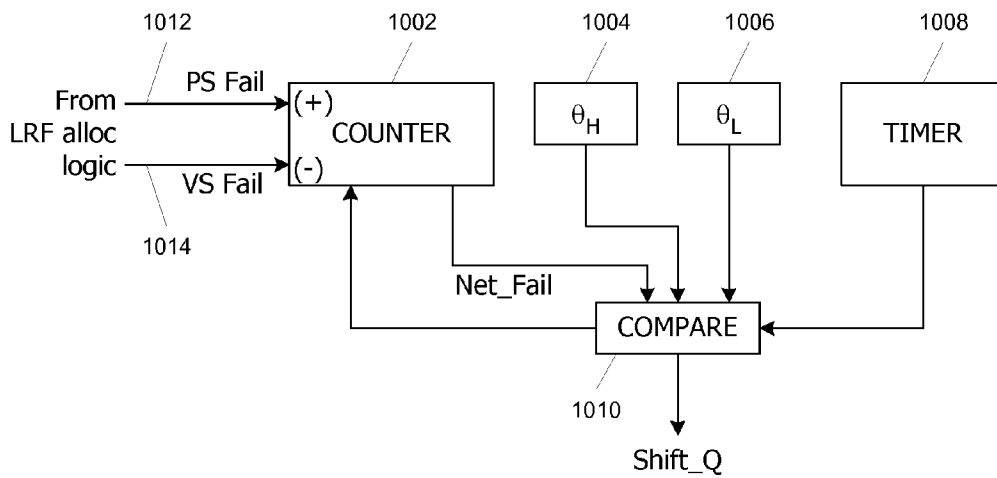 1012
1002
1004
1006
1008
PS Fail
From
LRF alloc
logic
(+)
COUNTER
(-)
VS Fail
θH
θL
TIMER
1014
Net_Fail
COMPARE
1010
Shift_Q